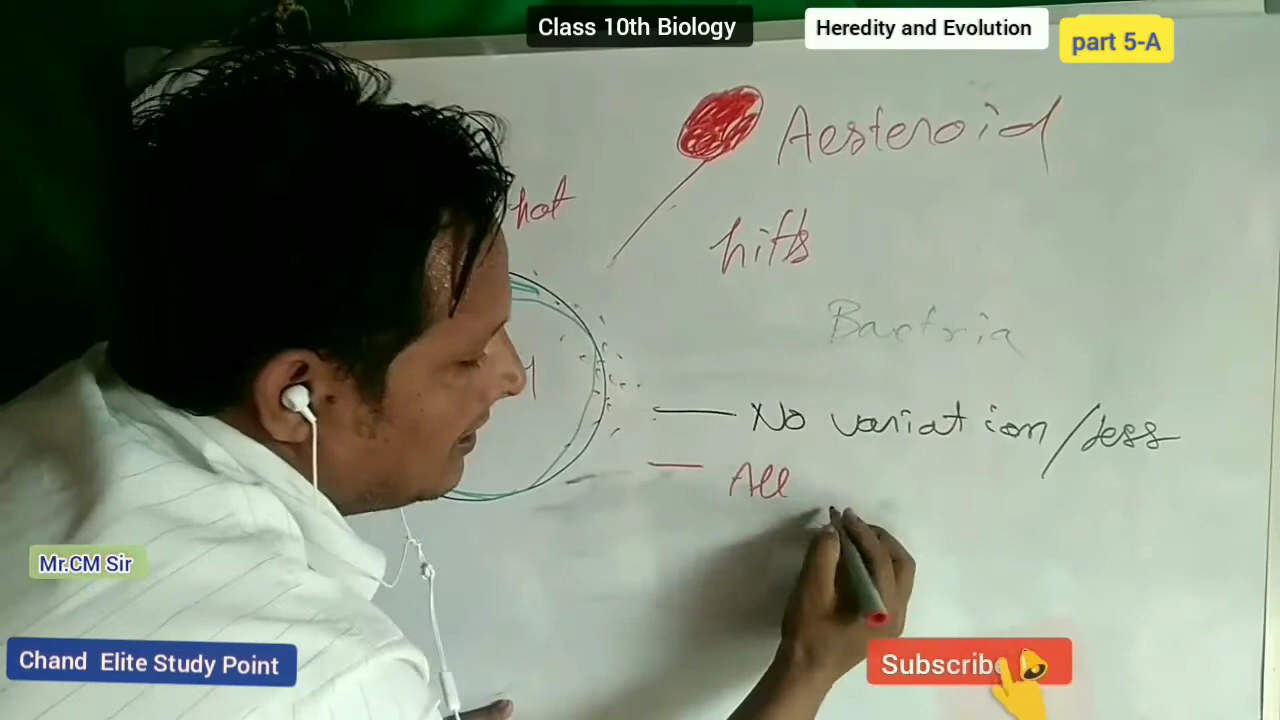 Class 10th Biology
Heredity and Evolution
part 5-A
Aesteroid
hot
hits
Bactria
No variation/less
All
Mr.CM Sir
Chand Elite Study Point
Subscribe